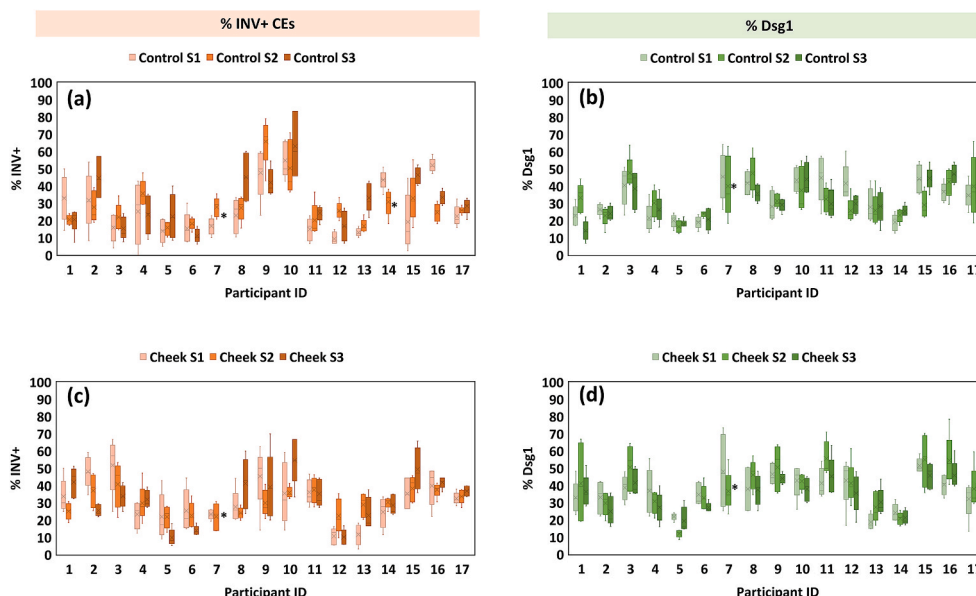 % INV+ CEs
% Dsg1
Control S1 Control S2 Control S3
Control S1 Control S2 Control S3
(a)
100
90
80
70
60
50
40
30
20
10
0
% INV+
*
*
1 2 3 4 5 6 7 8 9 10 11 12 13 14 15 16 17
Participant ID
(b)
100
90
80
70
60
50
40
30
20
10
0
% Dsg1
*
1 2 3 4 5 6 7 8 9 10 11 12 13 14 15 16 17
Participant ID
Cheek S1 Cheek S2 Cheek S3
Cheek S1 Cheek S2 Cheek S3
(c)
100
90
80
70
60
50
40
30
20
10
0
% INV+
*
1 2 3 4 5 6 7 8 9 10 11 12 13 14 15 16 17
Participant ID
(d)
100
90
80
70
60
50
40
30
20
10
0
% Dsg1
*
1 2 3 4 5 6 7 8 9 10 11 12 13 14 15 16 17
Participant ID